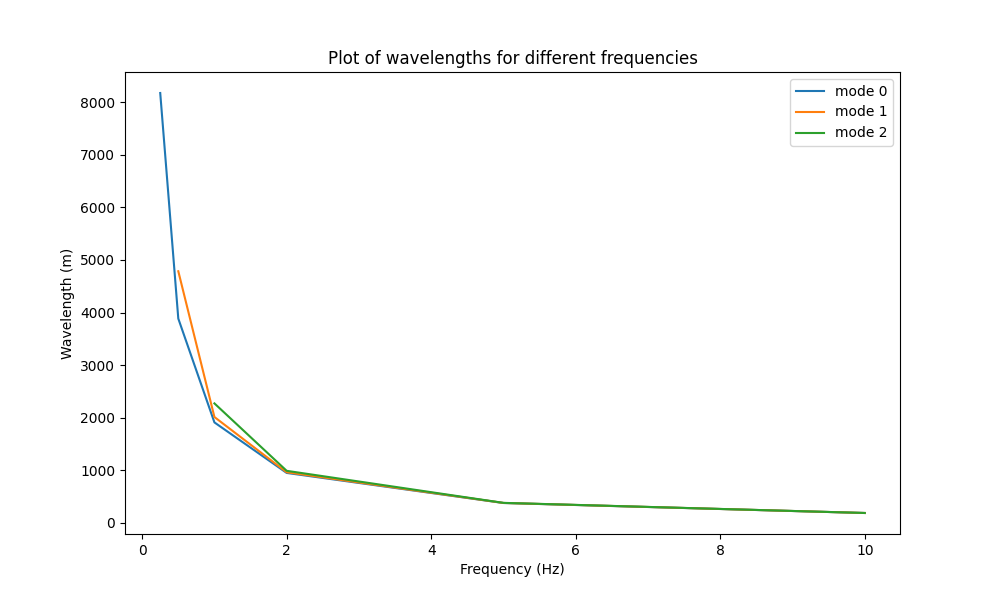 Plot of wavelengths for different frequencies
mode 0
mode 1
mode 2
Wavelength (m)
8000
7000
6000
5000
4000
3000
2000
1000
0
0 2 4 6 8 10
Frequency (Hz)